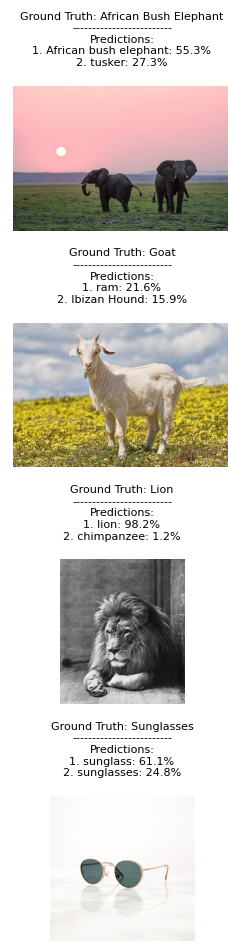 Ground Truth: African Bush Elephant
--------------------------
Predictions:
1. African bush elephant: 55.3%
2. tusker: 27.3%
Ground Truth: Goat
--------------------------
Predictions:
1. ram: 21.6%
2. Ibizan Hound: 15.9%
Ground Truth: Lion
--------------------------
Predictions:
1. lion: 98.2%
2. chimpanzee: 1.2%
Ground Truth: Sunglasses
--------------------------
Predictions:
1. sunglass: 61.1%
2. sunglasses: 24.8%